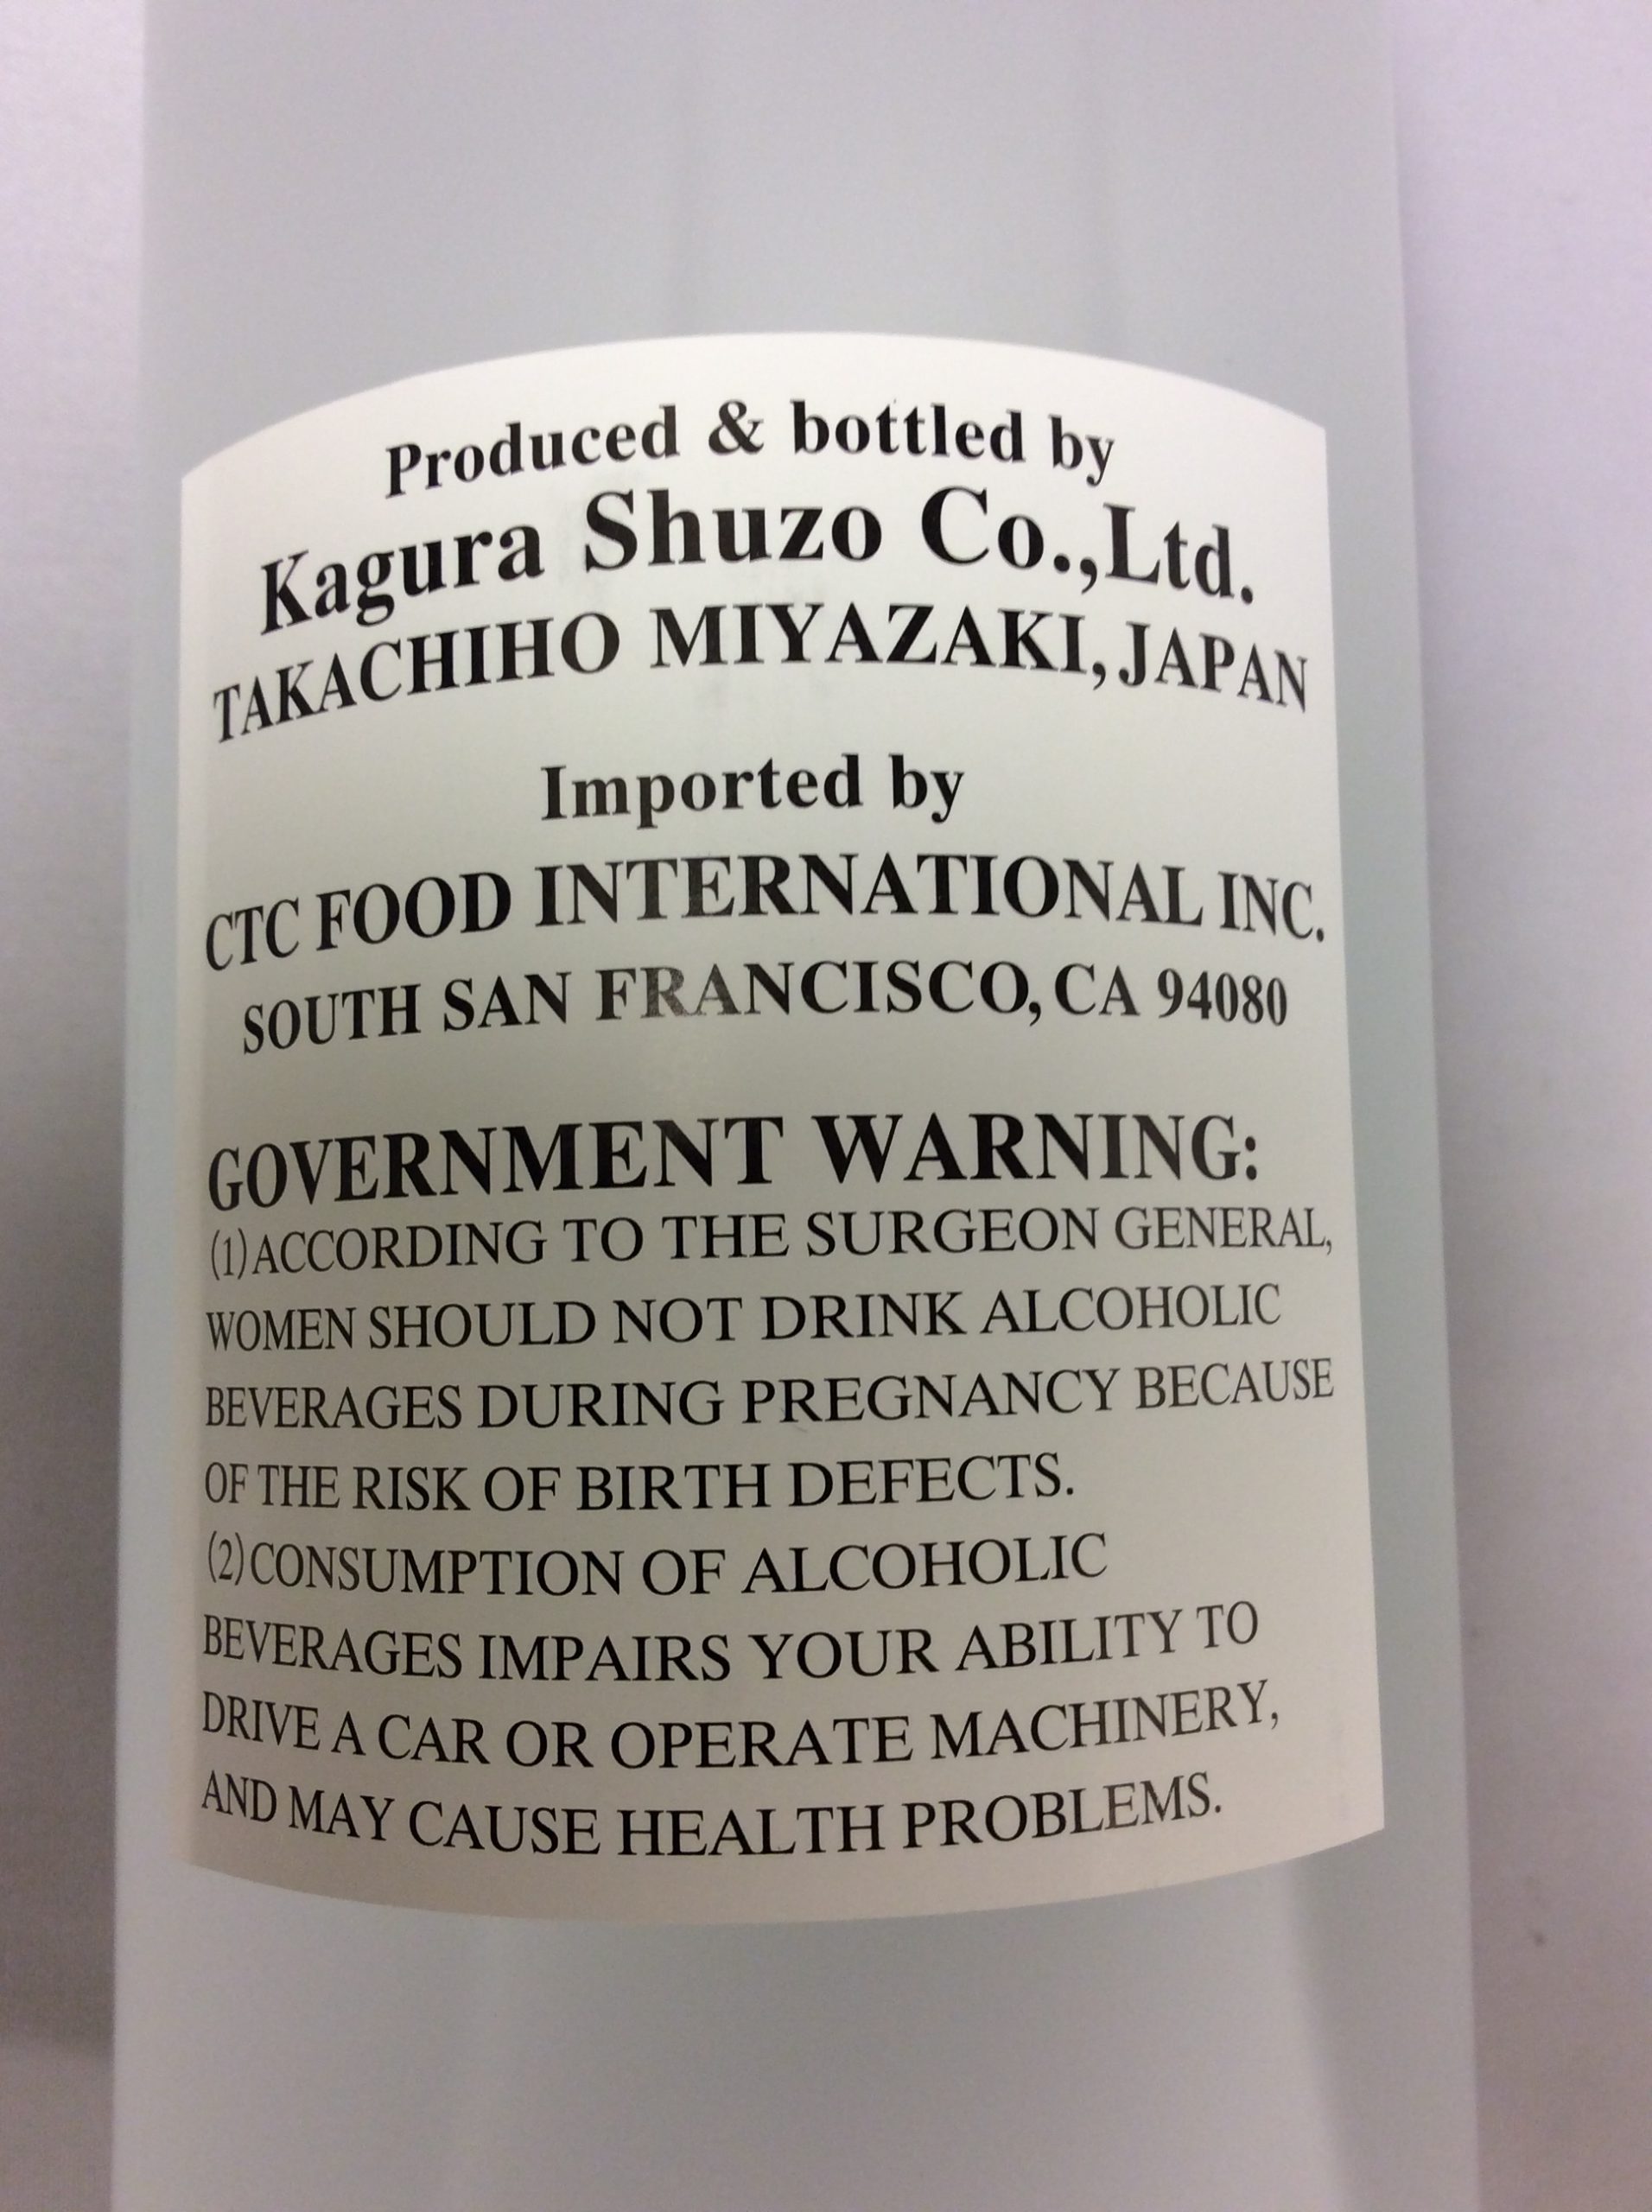 Produced & bottled by
Kagura Shuzo Co.,Ltd.
TAKACHIHO MIYAZAKI, JAPAN
Imported by
CTC FOOD INTERNATIONAL INC.
SOUTH SAN FRANCISCO, CA 94080
GOVERNMENT WARNING:
(1)ACCORDING TO THE SURGEON GENERAL,
WOMEN SHOULD NOT DRINK ALCOHOLIC
BEVERAGES DURING PREGNANCY BECAUSE
OF THE RISK OF BIRTH DEFECTS.
(2)CONSUMPTION OF ALCOHOLIC
BEVERAGES IMPAIRS YOUR ABILITY TO
DRIVE A CAR OR OPERATE MACHINERY,
AND MAY CAUSE HEALTH PROBLEMS.